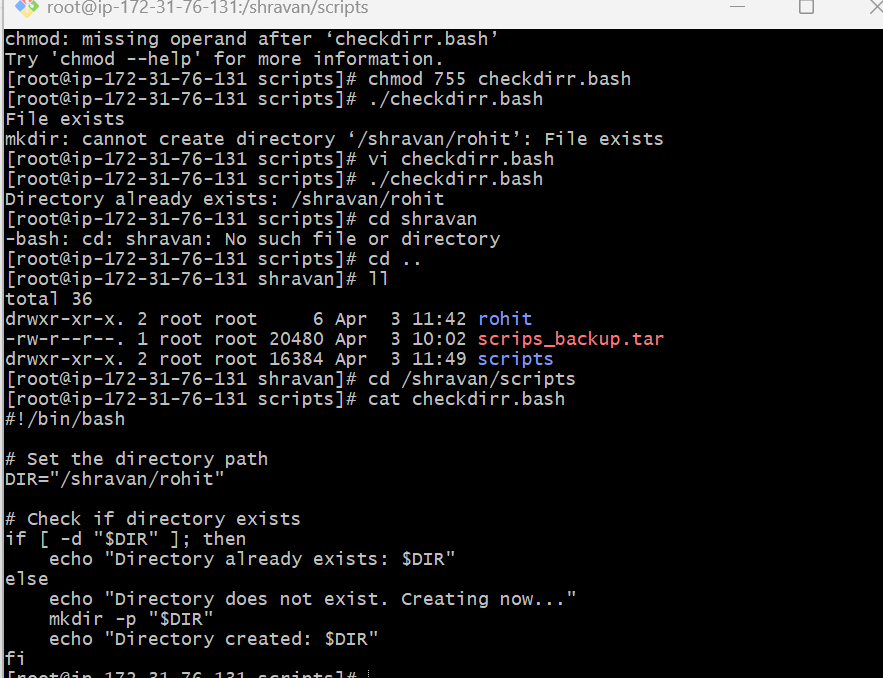 root@ip-172-31-76-131:/shravan/scripts
chmod: missing operand after ‘checkdirr.bash’
Try 'chmod --help' for more information.
[root@ip-172-31-76-131 scripts]# chmod 755 checkdirr.bash
[root@ip-172-31-76-131 scripts]# ./checkdirr.bash
File exists
mkdir: cannot create directory ‘/shravan/rohit’: File exists
[root@ip-172-31-76-131 scripts]# vi checkdirr.bash
[root@ip-172-31-76-131 scripts]# ./checkdirr.bash
Directory already exists: /shravan/rohit
[root@ip-172-31-76-131 scripts]# cd shravan
-bash: cd: shravan: No such file or directory
[root@ip-172-31-76-131 scripts]# cd ..
[root@ip-172-31-76-131 shravan]# ll
total 36
drwxr-xr-x. 2 root root     6 Apr  3 11:42 rohit
-rw-r--r--. 1 root root 20480 Apr  3 10:02 scrips_backup.tar
drwxr-xr-x. 2 root root 16384 Apr  3 11:49 scripts
[root@ip-172-31-76-131 shravan]# cd /shravan/scripts
[root@ip-172-31-76-131 scripts]# cat checkdirr.bash
#!/bin/bash

# Set the directory path
DIR="/shravan/rohit"

# Check if directory exists
if [ -d "$DIR" ]; then
    echo "Directory already exists: $DIR"
else
    echo "Directory does not exist. Creating now..."
    mkdir -p "$DIR"
    echo "Directory created: $DIR"
fi
[root@ip-172-31-76-131 scripts]#